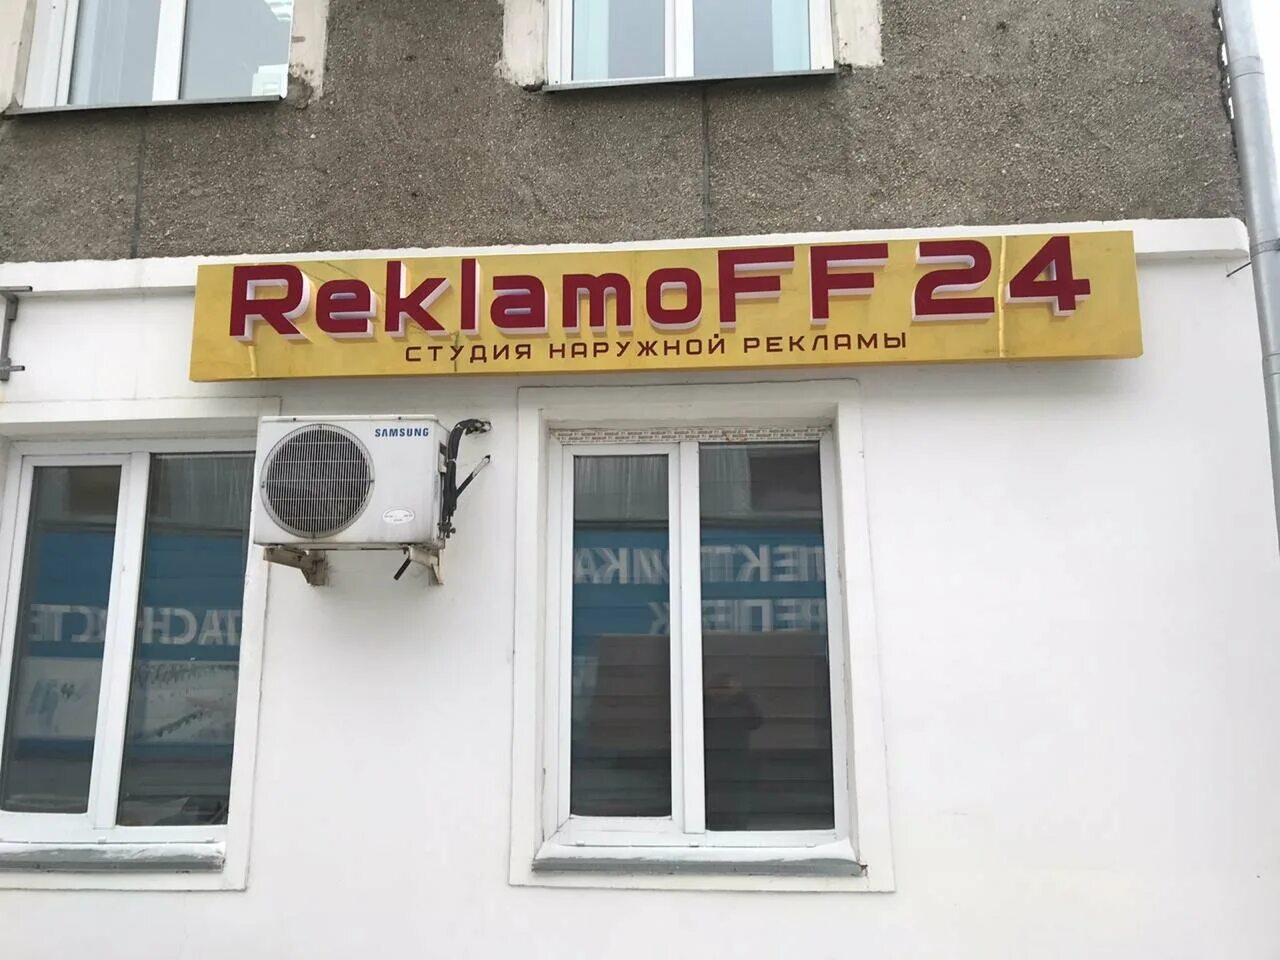 ReklamoFF24
СТУДИЯ НАРУЖНОЙ РЕКЛАМЫ
SAMSUNG